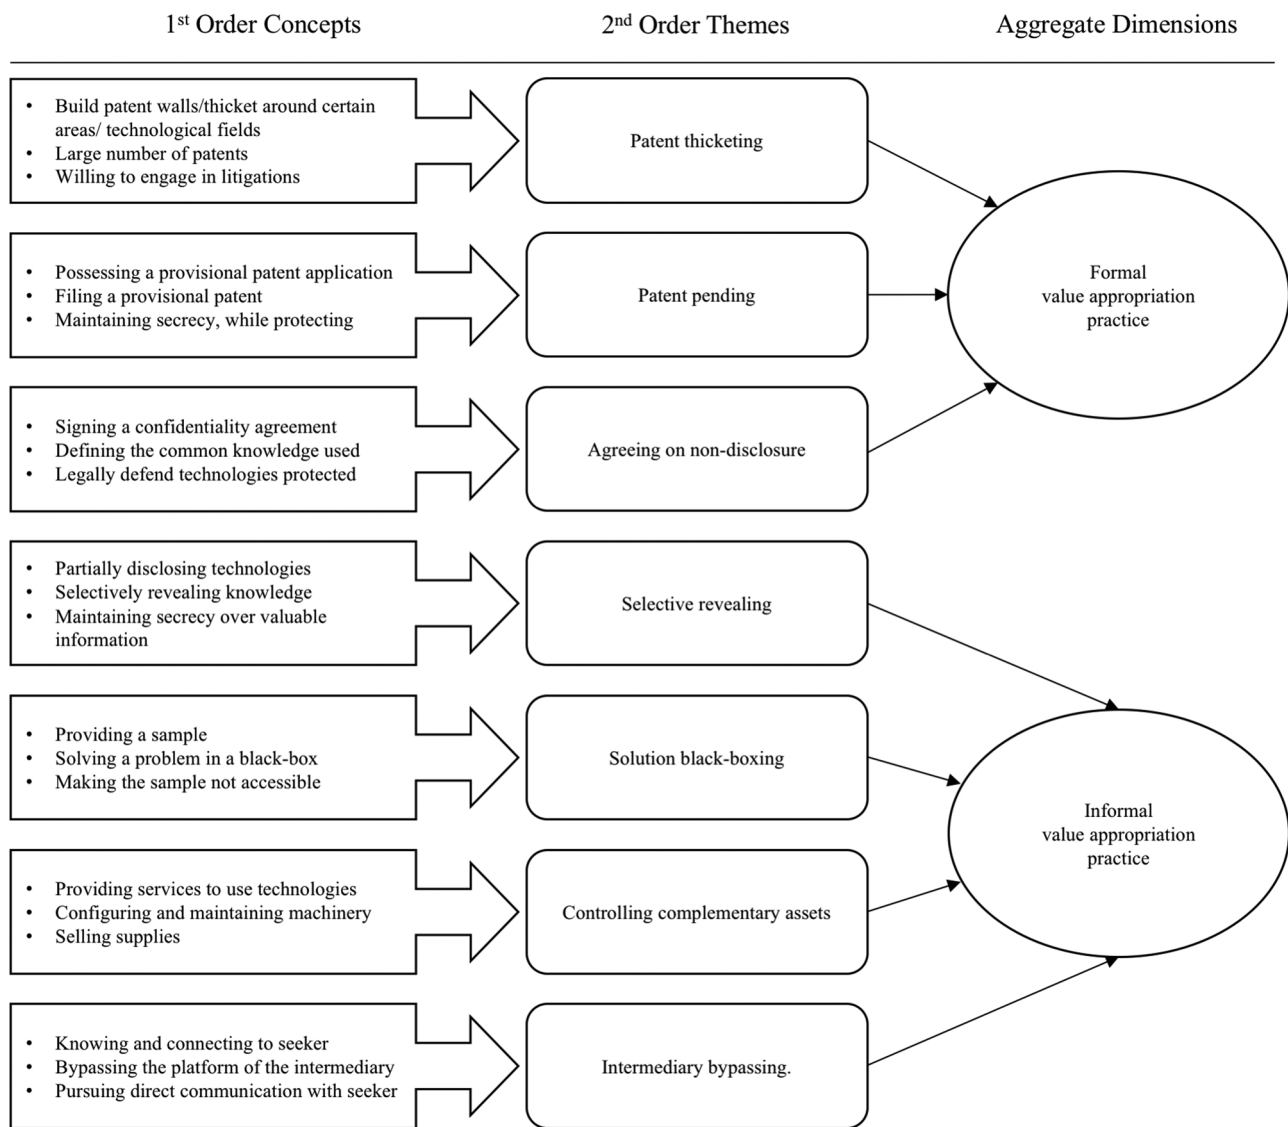 1st Order Concepts
2nd Order Themes
Aggregate Dimensions
• Build patent walls/thicket around certain
areas/ technological fields
• Large number of patents
• Willing to engage in litigations
Patent thicketing
• Possessing a provisional patent application
• Filing a provisional patent
• Maintaining secrecy, while protecting
Patent pending
• Signing a confidentiality agreement
• Defining the common knowledge used
• Legally defend technologies protected
Agreeing on non-disclosure
Formal
value appropriation
practice
• Partially disclosing technologies
• Selectively revealing knowledge
• Maintaining secrecy over valuable
information
Selective revealing
• Providing a sample
• Solving a problem in a black-box
• Making the sample not accessible
Solution black-boxing
• Providing services to use technologies
• Configuring and maintaining machinery
• Selling supplies
Controlling complementary assets
• Knowing and connecting to seeker
• Bypassing the platform of the intermediary
• Pursuing direct communication with seeker
Intermediary bypassing.
Informal
value appropriation
practice